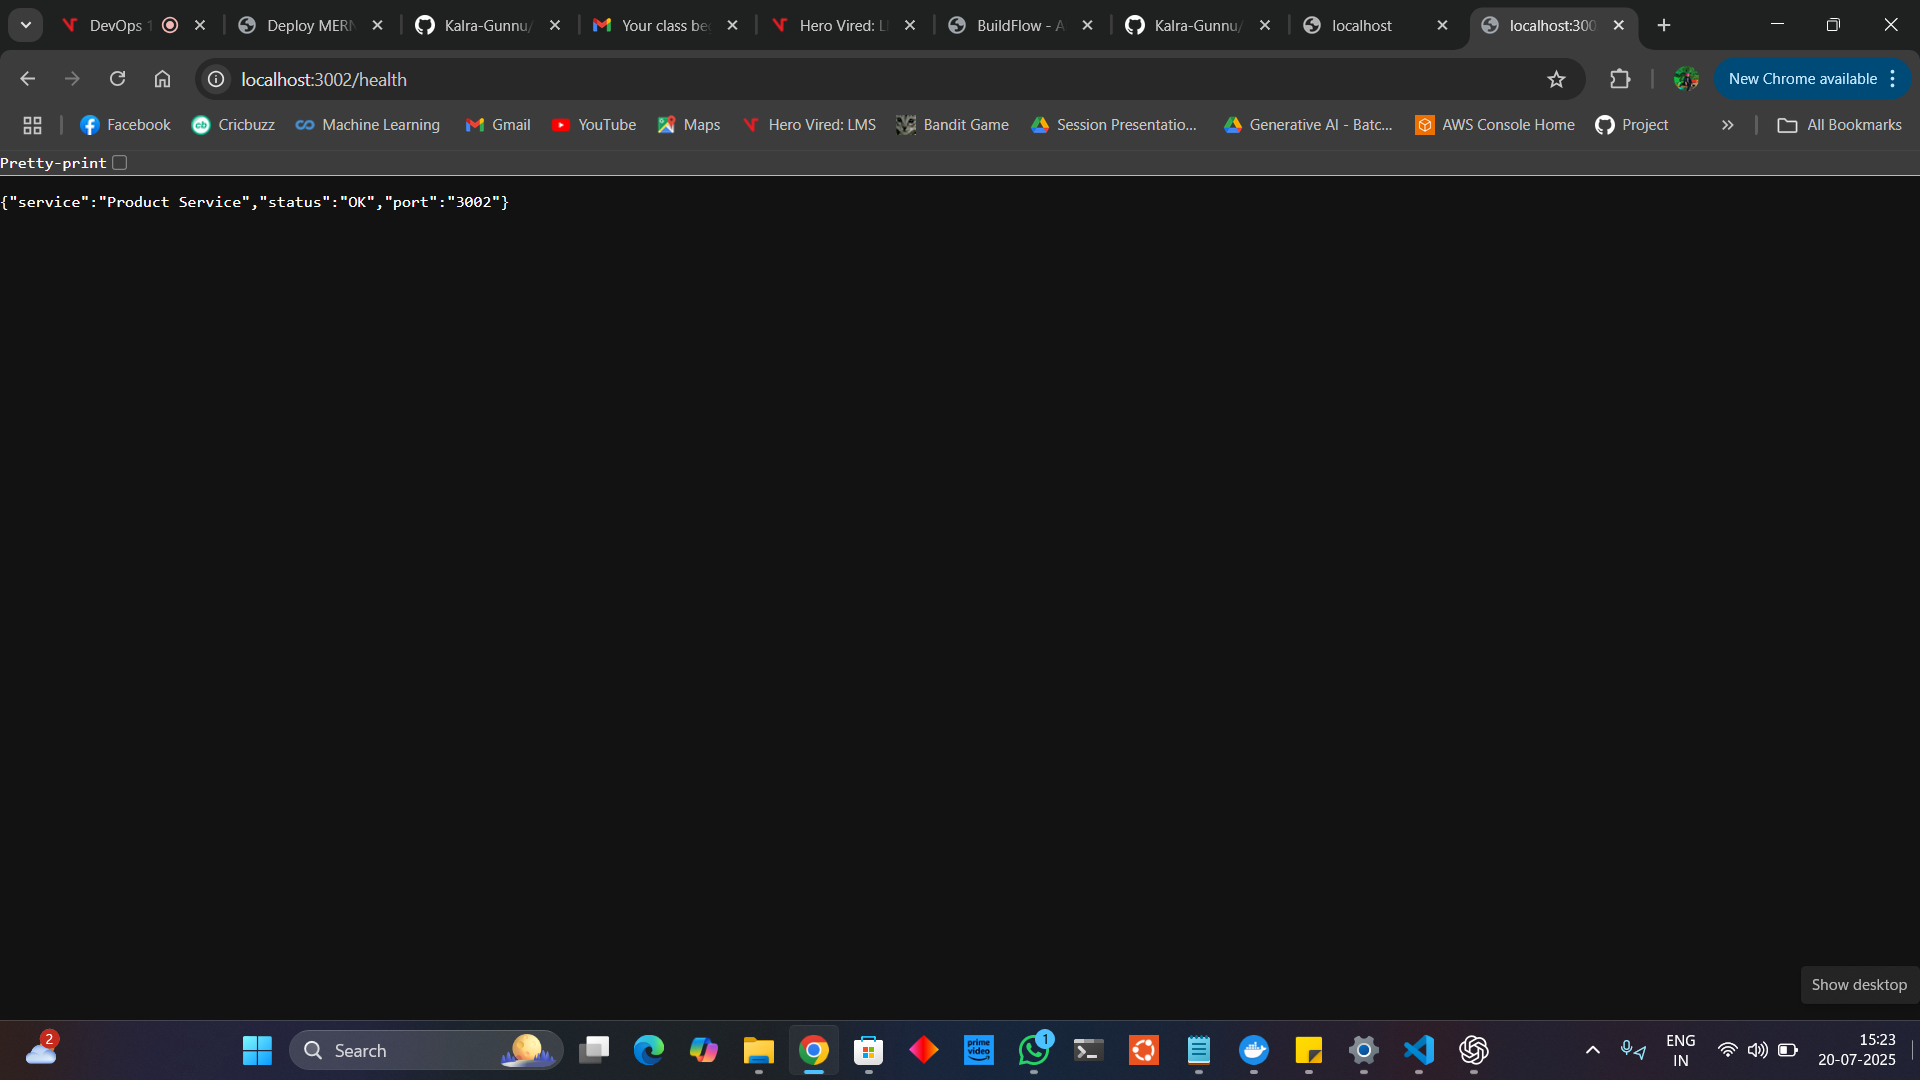 DevOps 1
Deploy MERN
Kalra-Gunnu/
Your class be
Hero Vired: L
BuildFlow - A
Kalra-Gunnu/
localhost
localhost:300
localhost:3002/health
New Chrome available
Facebook
Cricbuzz
Machine Learning
Gmail
YouTube
Maps
Hero Vired: LMS
Bandit Game
Session Presentatio...
Generative AI - Batc...
AWS Console Home
Project
All Bookmarks
Pretty-print
{"service":"Product Service","status":"OK","port":"3002"}
Show desktop
2
Search
prime video
1
ENG
IN
15:23
20-07-2025